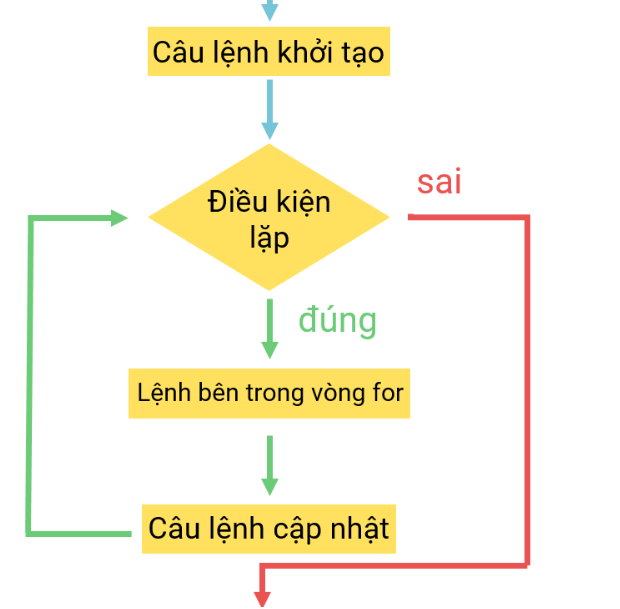 Câu lệnh khởi tạo
sai
Điều kiện
lặp
đúng
Lệnh bên trong vòng for
Câu lệnh cập nhật